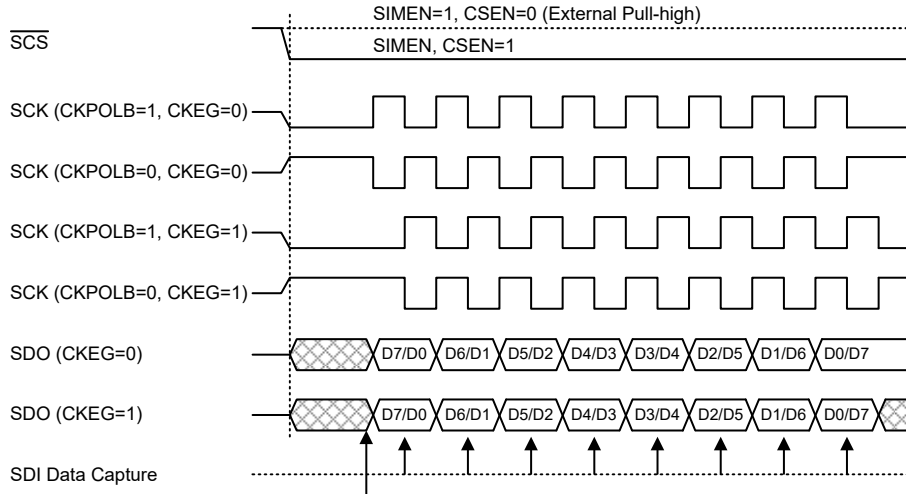 SIMEN=1, CSEN=0 (External Pull-high)
SCS
SIMEN, CSEN=1
SCK (CKPOLB=1, CKEG=0)
SCK (CKPOLB=0, CKEG=0)
SCK (CKPOLB=1, CKEG=1)
SCK (CKPOLB=0, CKEG=1)
SDO (CKEG=0) D7/D0 D6/D1 D5/D2 D4/D3 D3/D4 D2/D5 D1/D6 D0/D7
SDO (CKEG=1) D7/D0 D6/D1 D5/D2 D4/D3 D3/D4 D2/D5 D1/D6 D0/D7
SDI Data Capture